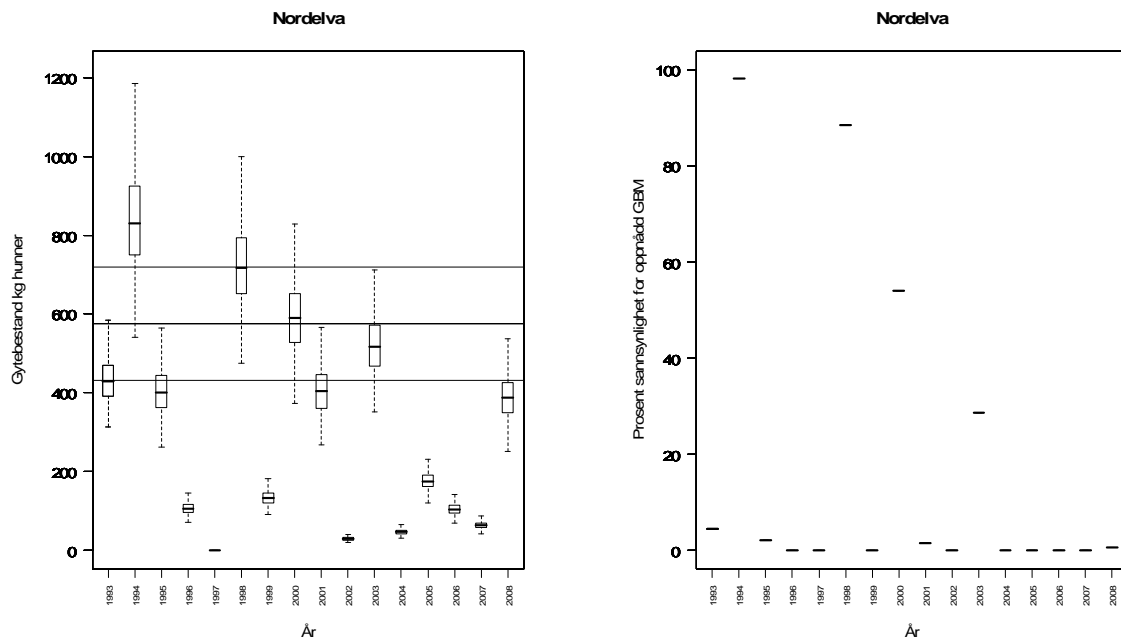 Nordelva
Gytebestand kg hunner
1200
1000
800
600
400
200
0
1993 1994 1995 1996 1997 1998 1999 2000 2001 2002 2003 2004 2005 2006 2007 2008
År
Nordelva
Prosent sannsynlighet for oppnådd GBM
100
80
60
40
20
0
1993 1994 1995 1996 1997 1998 1999 2000 2001 2002 2003 2004 2005 2006 2007 2008
År